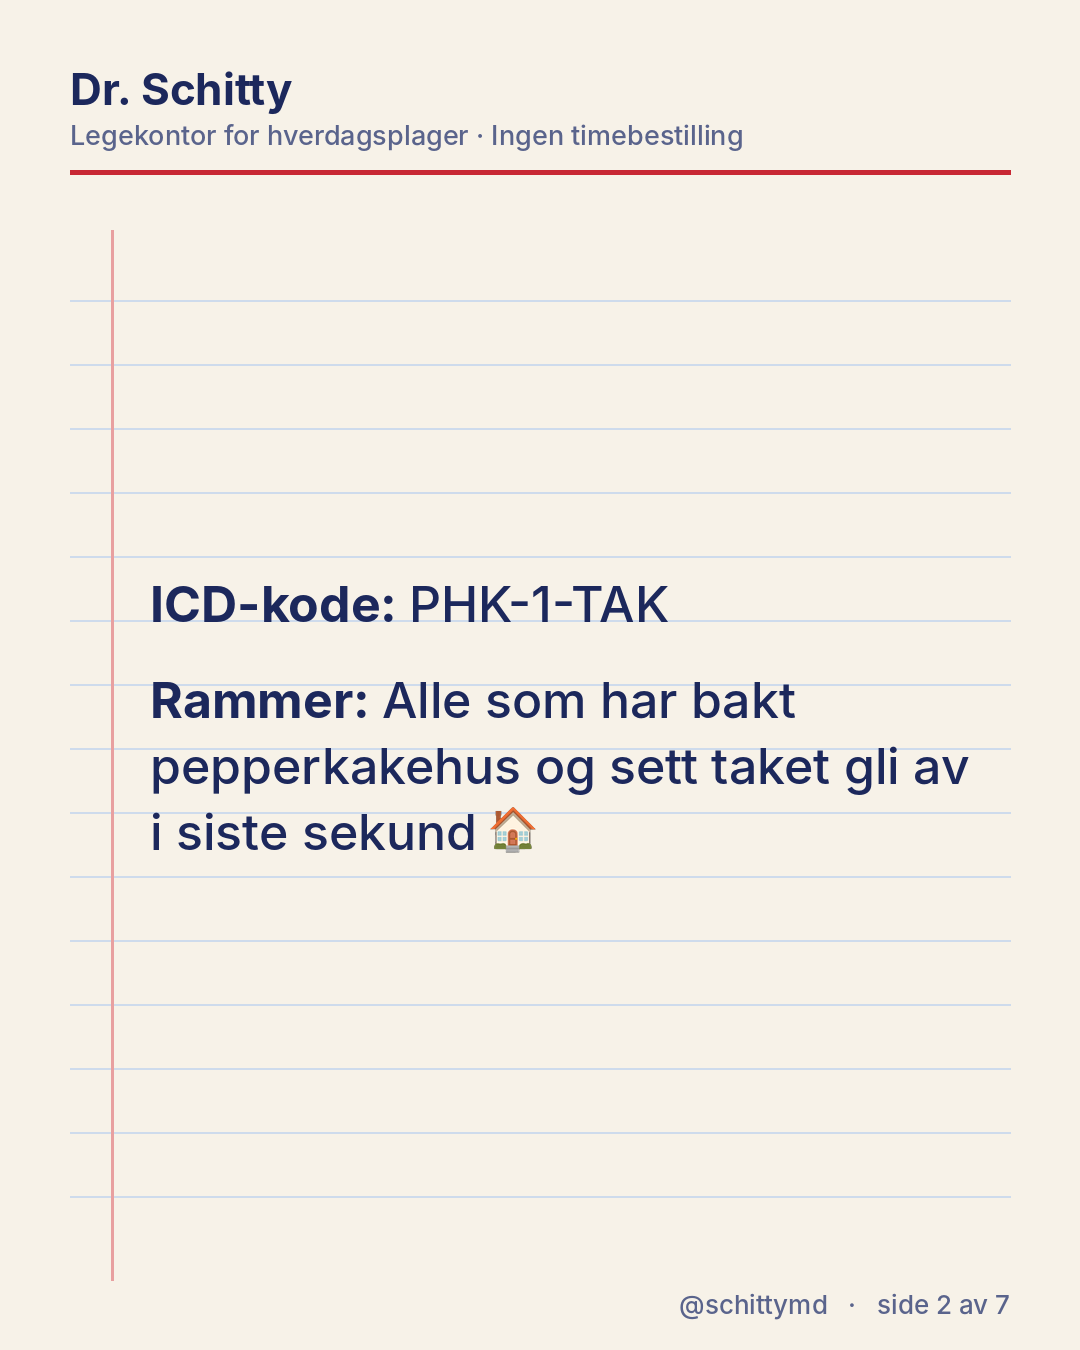 Dr. Schitty
Legekontor for hverdagsplager · Ingen timebestilling
ICD-kode: PHK-1-TAK
Rammer: Alle som har bakt
pepperkakehus og sett taket gli av
i siste sekund 🏠
@schittymd · side 2 av 7